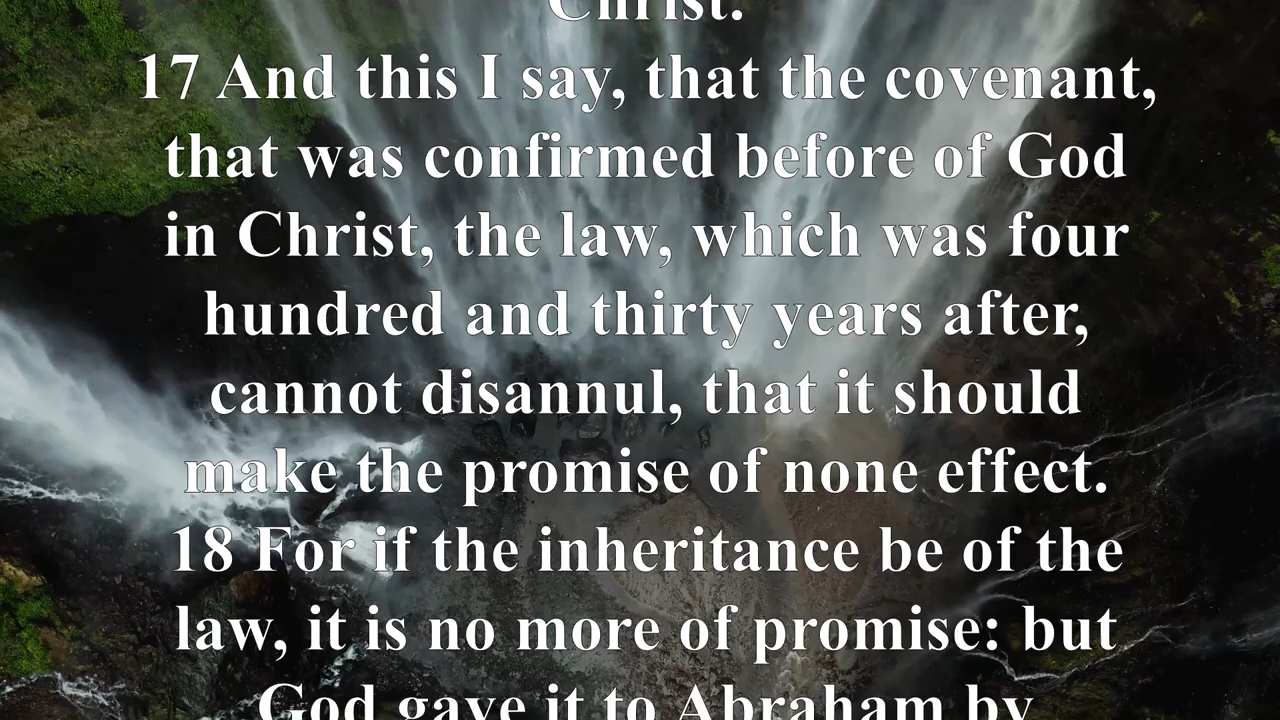 Christ.
17 And this I say, that the covenant,
that was confirmed before of God
in Christ, the law, which was four
hundred and thirty years after,
cannot disannul, that it should
make the promise of none effect.
18 For if the inheritance be of the
law, it is no more of promise: but
God gave it to Abraham by